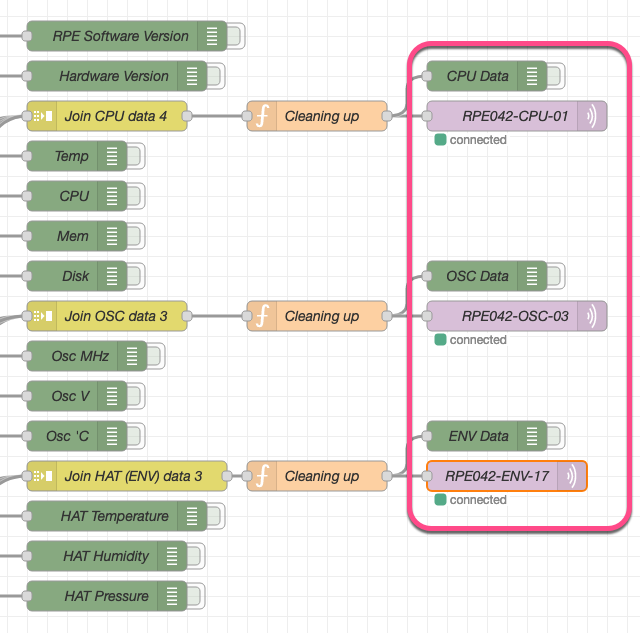 RPE Software Version
Hardware Version
CPU Data
Join CPU data 4
Cleaning up
RPE042-CPU-01
connected
Temp
CPU
Mem
Disk
OSC Data
Join OSC data 3
Cleaning up
RPE042-OSC-03
connected
Osc MHz
Osc V
Osc 'C
ENV Data
Join HAT (ENV) data 3
Cleaning up
RPE042-ENV-17
connected
HAT Temperature
HAT Humidity
HAT Pressure